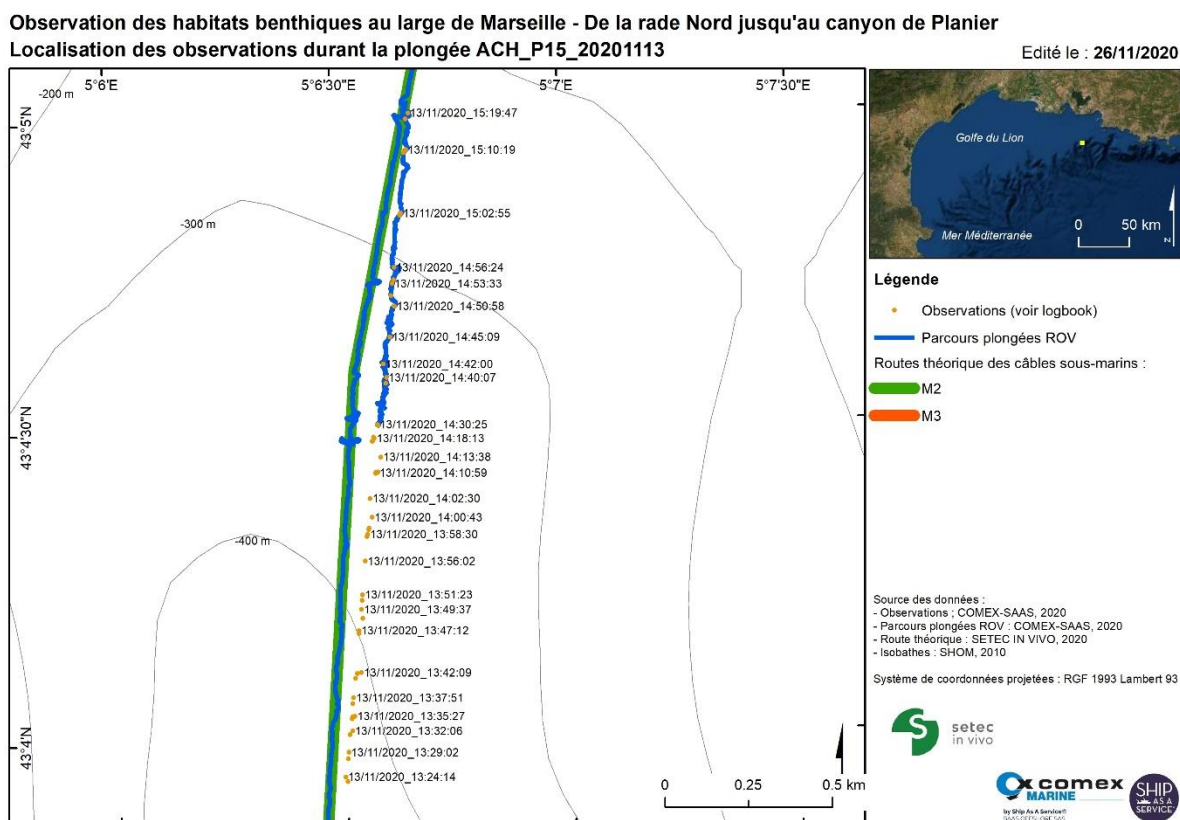 Observation des habitats benthiques au large de Marseille - De la rade Nord jusqu'au canyon de Planier
Localisation des observations durant la plongée ACH_P15_20201113
Edité le : 26/11/2020
5°6'E
5°6'30"E
5°7'E
5°7'30"E
-200 m
43°5'N
13/11/2020_15:19:47
13/11/2020_15:10:19
13/11/2020_15:02:55
-300 m
13/11/2020_14:56:24
13/11/2020_14:53:33
13/11/2020_14:50:58
13/11/2020_14:45:09
13/11/2020_14:42:00
13/11/2020_14:40:07
43°4'30"N
13/11/2020_14:30:25
13/11/2020_14:18:13
13/11/2020_14:13:38
13/11/2020_14:10:59
13/11/2020_14:02:30
13/11/2020_14:00:43
13/11/2020_13:58:30
-400 m
13/11/2020_13:56:02
13/11/2020_13:51:23
13/11/2020_13:49:37
13/11/2020_13:47:12
13/11/2020_13:42:09
13/11/2020_13:37:51
13/11/2020_13:35:27
13/11/2020_13:32:06
43°4'N
13/11/2020_13:29:02
13/11/2020_13:24:14
0 0.25 0.5 km
Golfe du Lion
Mer Méditerranée
0 50 km
N
Légende
Observations (voir logbook)
Parcours plongées ROV
Routes théorique des câbles sous-marins :
M2
M3
Source des données :
- Observations : COMEX-SAAS, 2020
- Parcours plongées ROV : COMEX-SAAS, 2020
- Route théorique : SETEC IN VIVO, 2020
- Isobathes : SHOM, 2010
Système de coordonnées projetées : RGF 1993 Lambert 93
setec
in vivo
comex
MARINE
by Ship As A Service®
SHIP
AS A
SERVICE